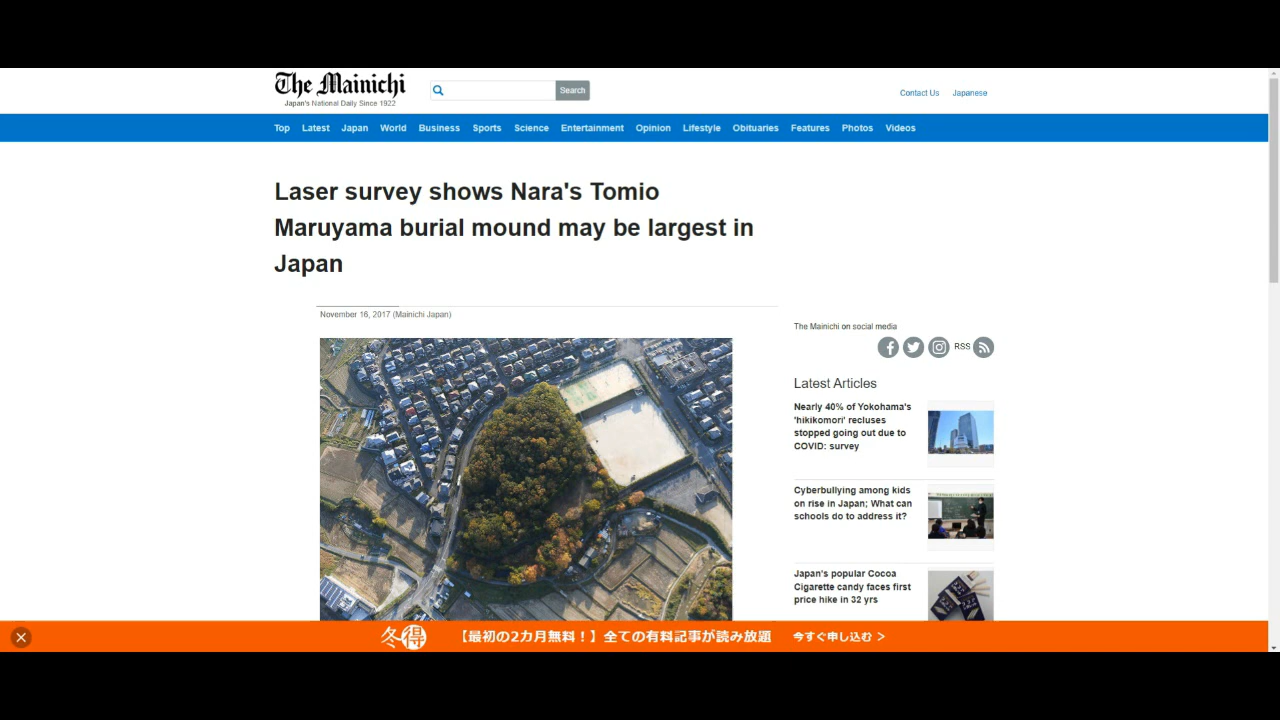 The Mainichi
Japan's National Daily Since 1922
Search
Contact Us
Japanese
Top Latest Japan World Business Sports Science Entertainment Opinion Lifestyle Obituaries Features Photos Videos
Laser survey shows Nara's Tomio
Maruyama burial mound may be largest in
Japan
November 16, 2017 (Mainichi Japan)
The Mainichi on social media
RSS
Latest Articles
Nearly 40% of Yokohama's
'hikikomori' recluses
stopped going out due to
COVID: survey
Cyberbullying among kids
on rise in Japan; What can
schools do to address it?
Japan's popular Cocoa
Cigarette candy faces first
price hike in 32 yrs
冬得 【最初の2カ月無料！】全ての有料記事が読み放題 今すぐ申し込む >